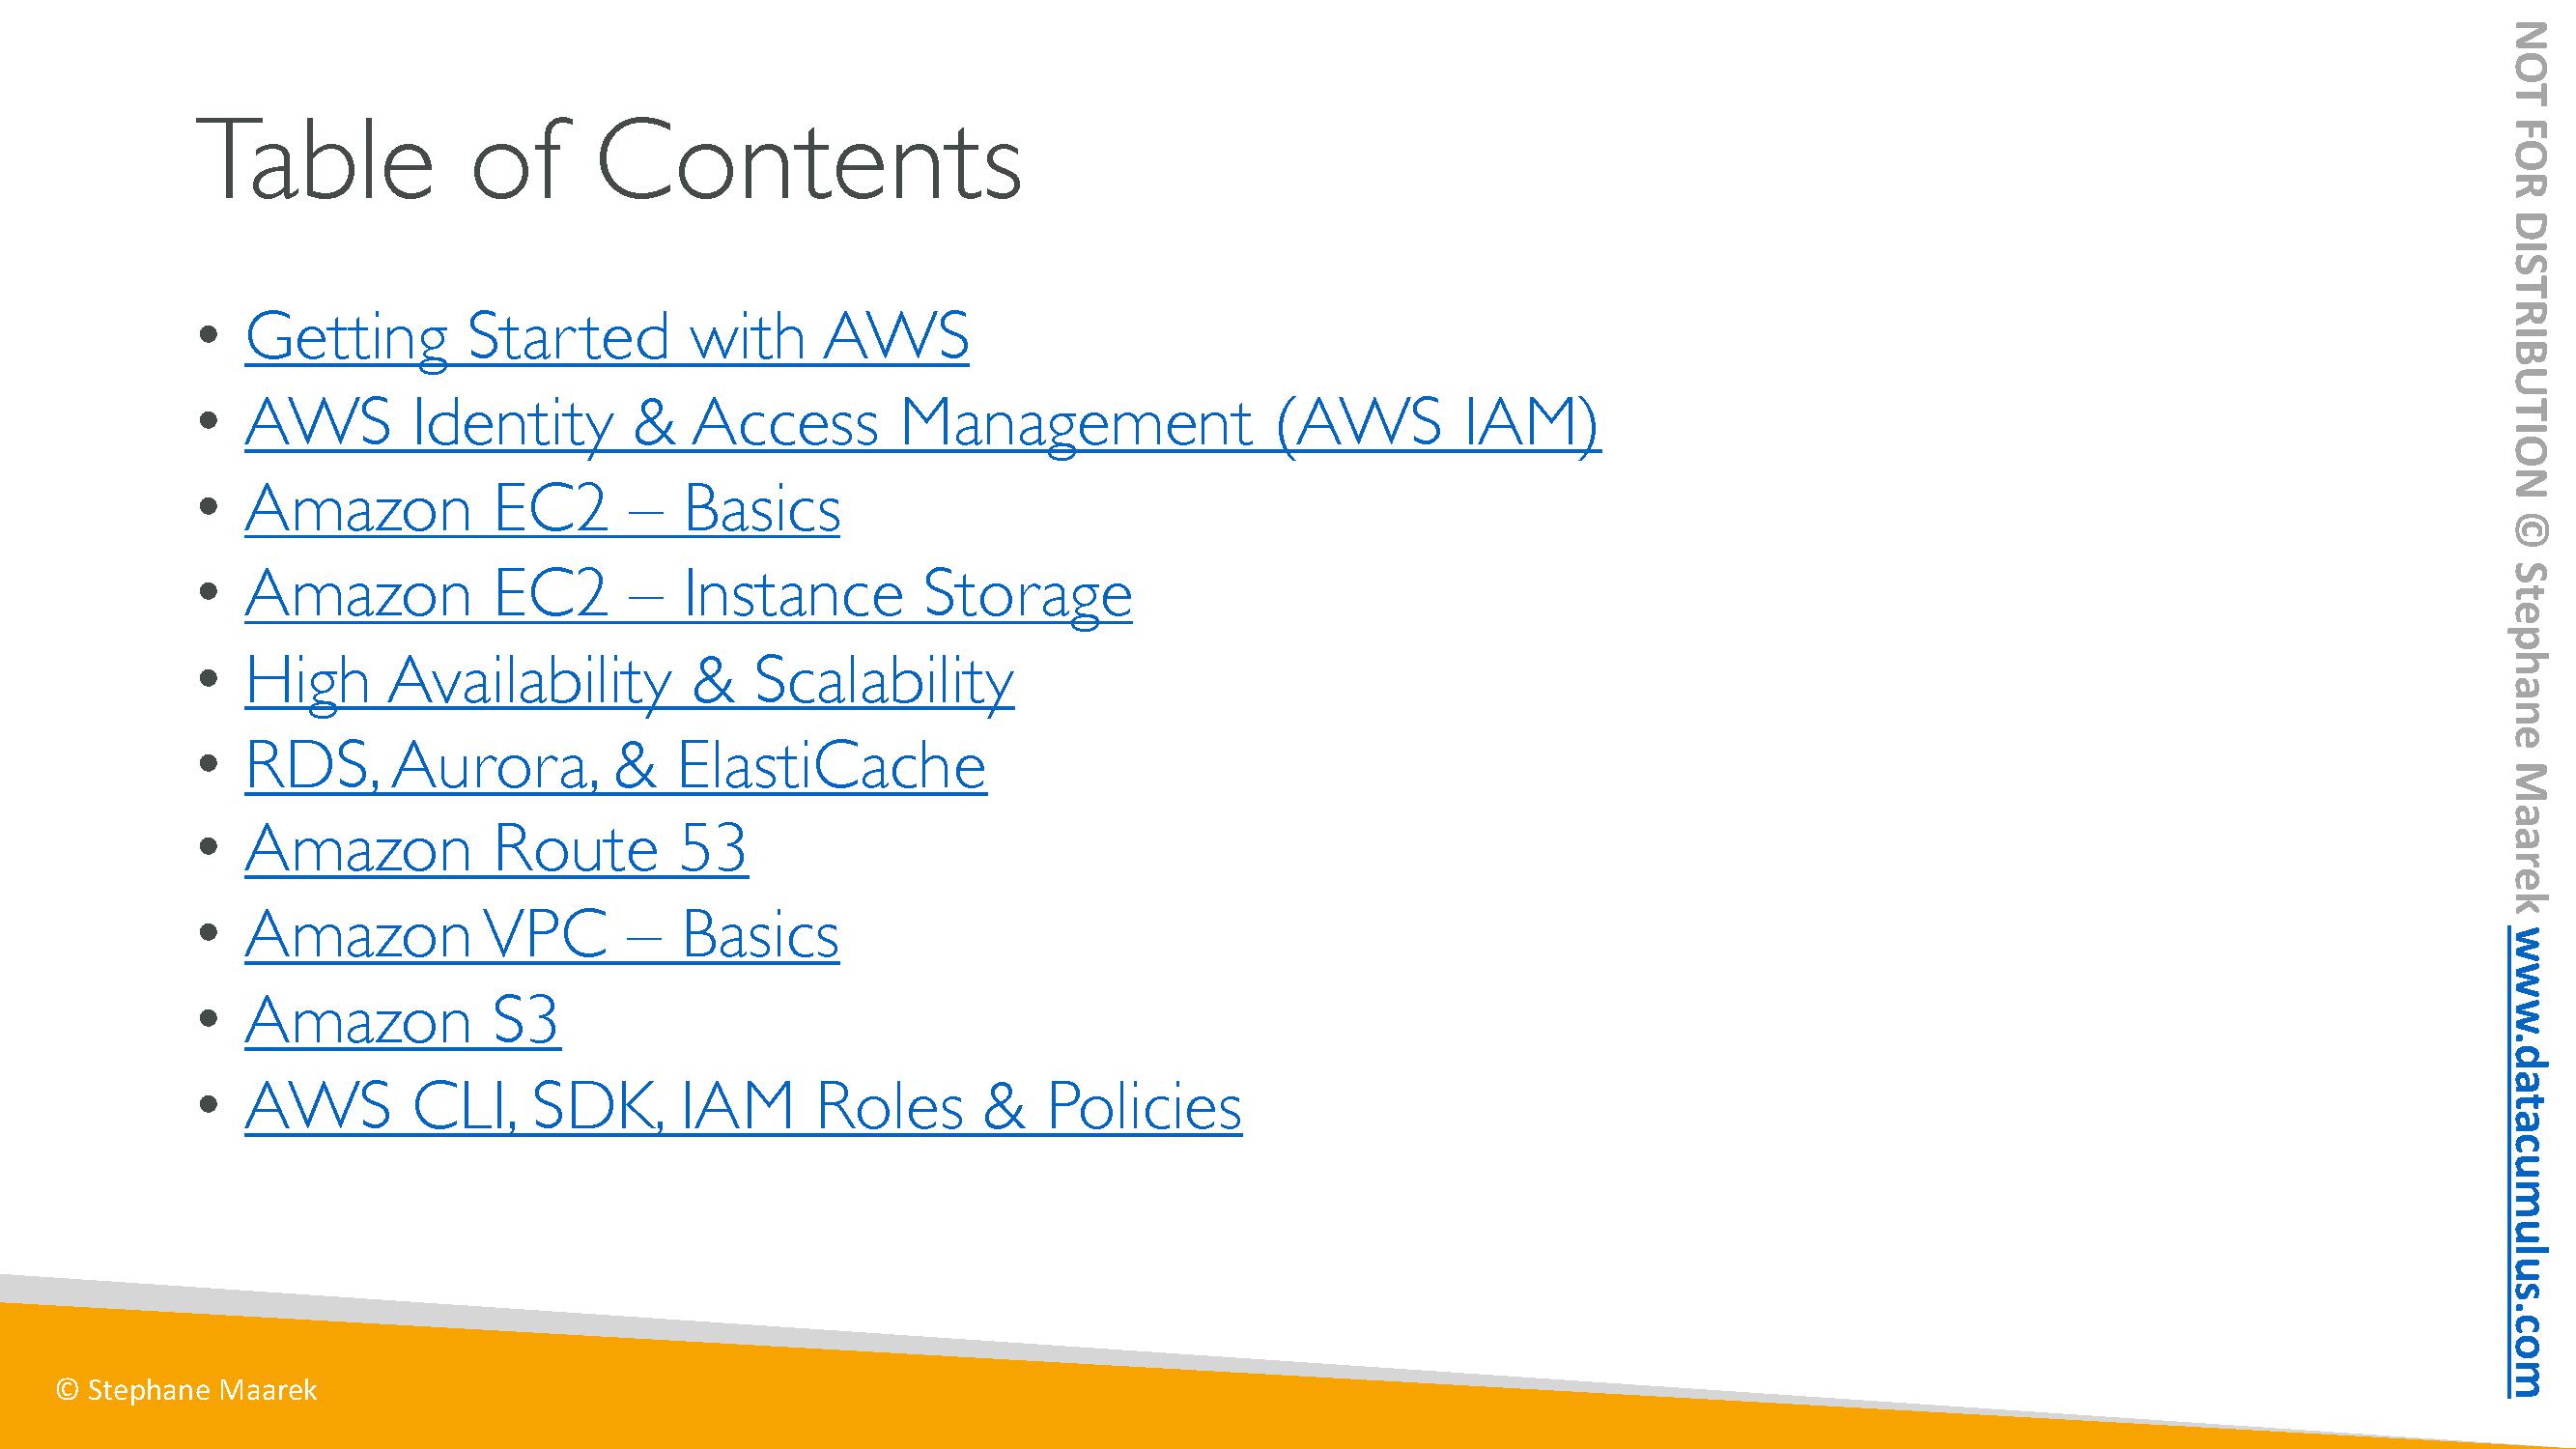 Table of Contents
• Getting Started with AWS
• AWS Identity & Access Management (AWS IAM)
• Amazon EC2 – Basics
• Amazon EC2 – Instance Storage
• High Availability & Scalability
• RDS, Aurora, & ElastiCache
• Amazon Route 53
• Amazon VPC – Basics
• Amazon S3
• AWS CLI, SDK, IAM Roles & Policies
© Stephane Maarek
NOT FOR DISTRIBUTION © Stephane Maarek www.datacumulus.com